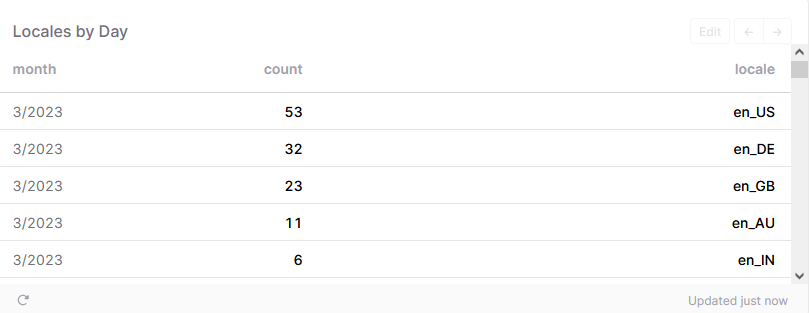 Locales by Day Edit ← →
month count locale
3/2023 53 en_US
3/2023 32 en_DE
3/2023 23 en_GB
3/2023 11 en_AU
3/2023 6 en_IN
Updated just now